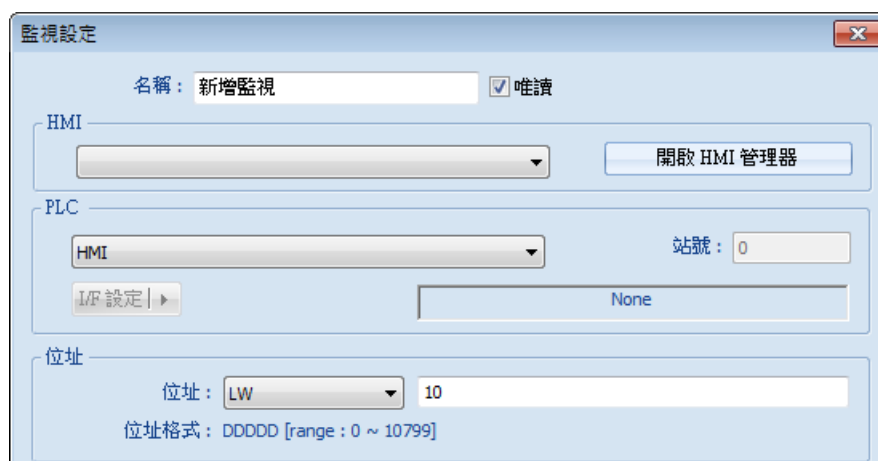 監視設定
名稱： 新增監視 唯讀
HMI
開啟 HMI 管理器
PLC
HMI 站號： 0
I/F 設定 None
位址
位址： LW 10
位址格式： DDDDD [range : 0 ~ 10799]